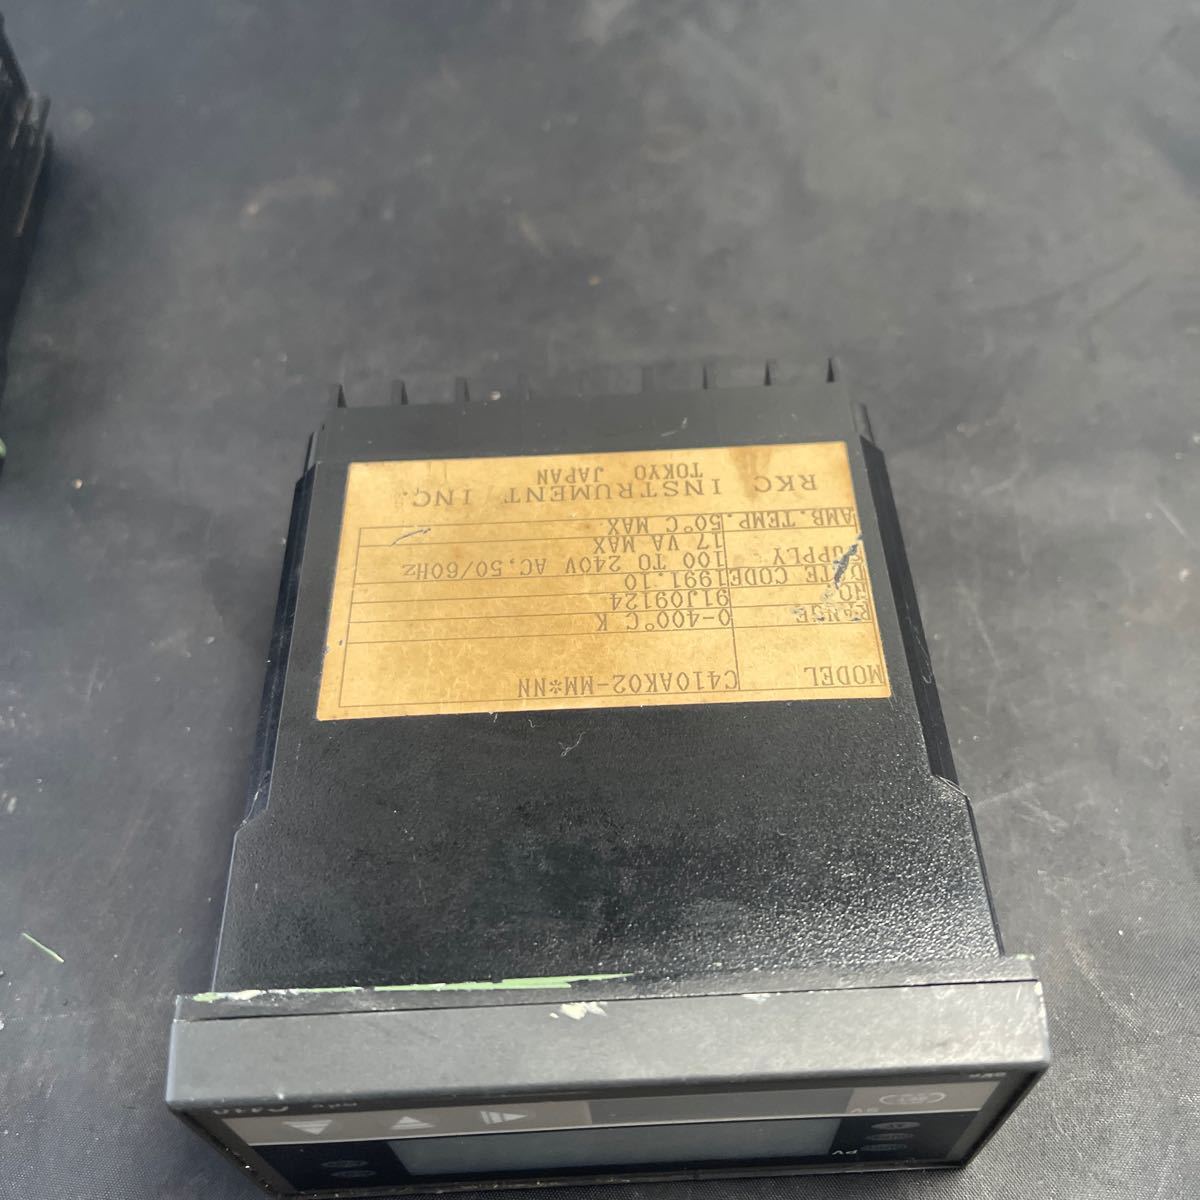 MODEL C410AK02-MM*NN
RANGE 0-400°C K
NO. 91J09124
DATE CODE 1991.10
SUPPLY 100 TO 240V AC.50/60Hz
17 VA MAX
AMB.TEMP. 50°C MAX
RKC INSTRUMENT INC.
TOKYO JAPAN
PV
SV